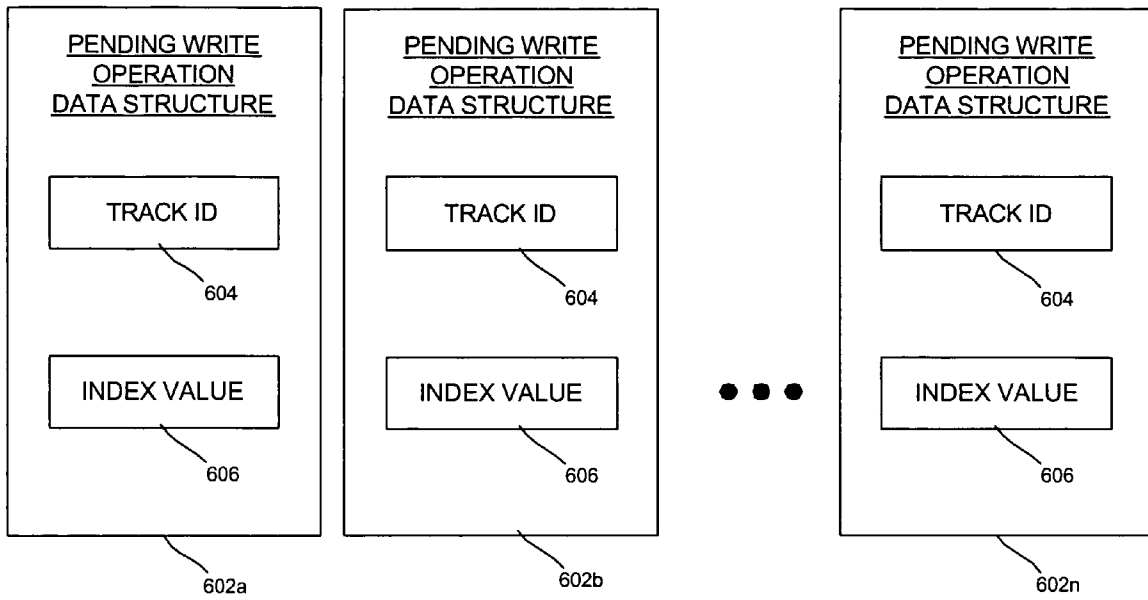 PENDING WRITE
OPERATION
DATA STRUCTURE
TRACK ID
604
INDEX VALUE
606
602a
PENDING WRITE
OPERATION
DATA STRUCTURE
TRACK ID
604
INDEX VALUE
606
602b
PENDING WRITE
OPERATION
DATA STRUCTURE
TRACK ID
604
INDEX VALUE
606
602n